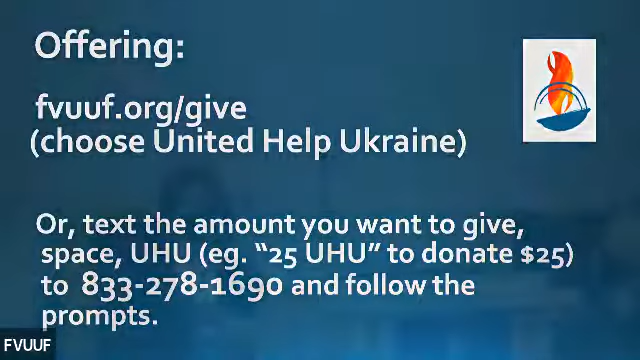 Offering:
fvuuf.org/give
(choose United Help Ukraine)
Or, text the amount you want to give,
space, UHU (eg. “25 UHU” to donate $25)
to 833-278-1690 and follow the
prompts.
FVUUF